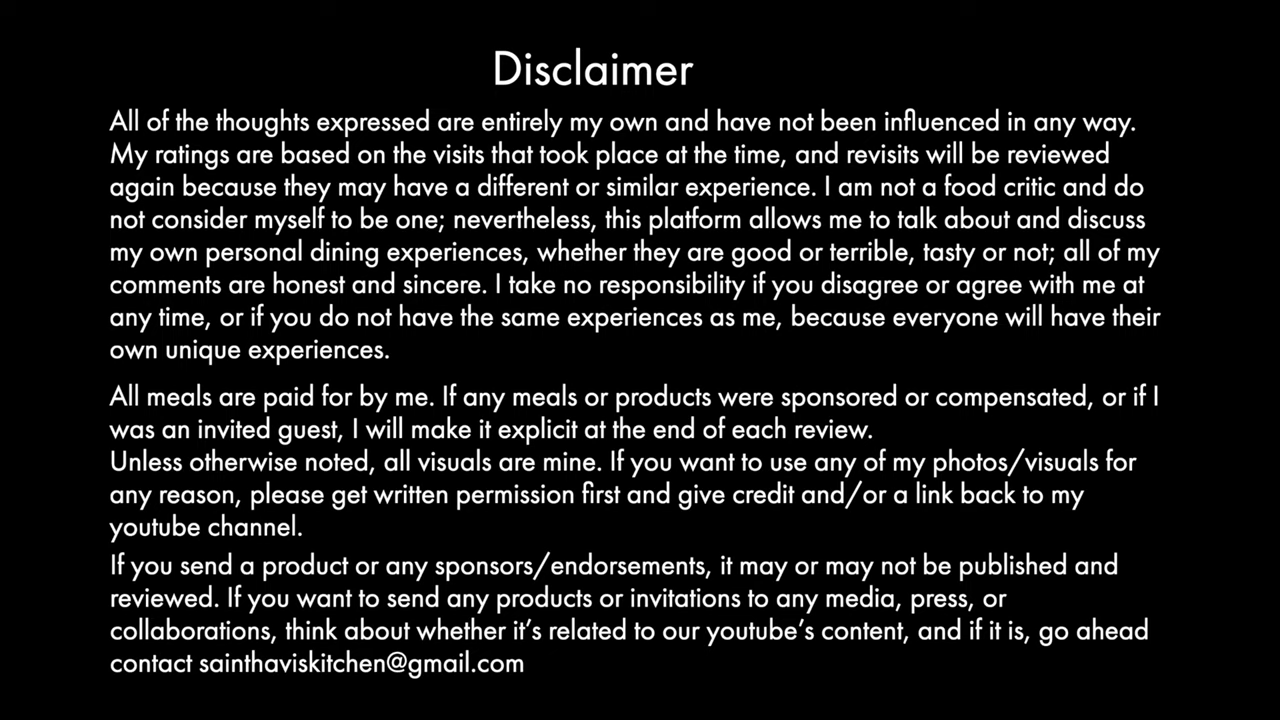 Disclaimer
All of the thoughts expressed are entirely my own and have not been influenced in any way.
My ratings are based on the visits that took place at the time, and revisits will be reviewed
again because they may have a different or similar experience. I am not a food critic and do
not consider myself to be one; nevertheless, this platform allows me to talk about and discuss
my own personal dining experiences, whether they are good or terrible, tasty or not; all of my
comments are honest and sincere. I take no responsibility if you disagree or agree with me at
any time, or if you do not have the same experiences as me, because everyone will have their
own unique experiences.
All meals are paid for by me. If any meals or products were sponsored or compensated, or if I
was an invited guest, I will make it explicit at the end of each review.
Unless otherwise noted, all visuals are mine. If you want to use any of my photos/visuals for
any reason, please get written permission first and give credit and/or a link back to my
youtube channel.
If you send a product or any sponsors/endorsements, it may or may not be published and
reviewed. If you want to send any products or invitations to any media, press, or
collaborations, think about whether it's related to our youtube's content, and if it is, go ahead
contact sainthaviskitchen@gmail.com